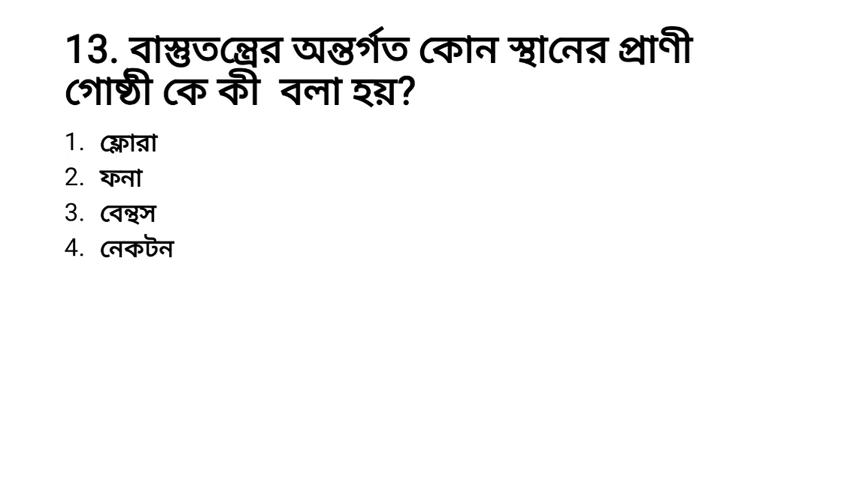 13. বাস্তুতন্ত্রের অন্তর্গত কোন স্থানের প্রাণী
গোষ্ঠী কে কী বলা হয়?
1. ফ্লোরা
2. ফনা
3. বেন্থস
4. নেকটন